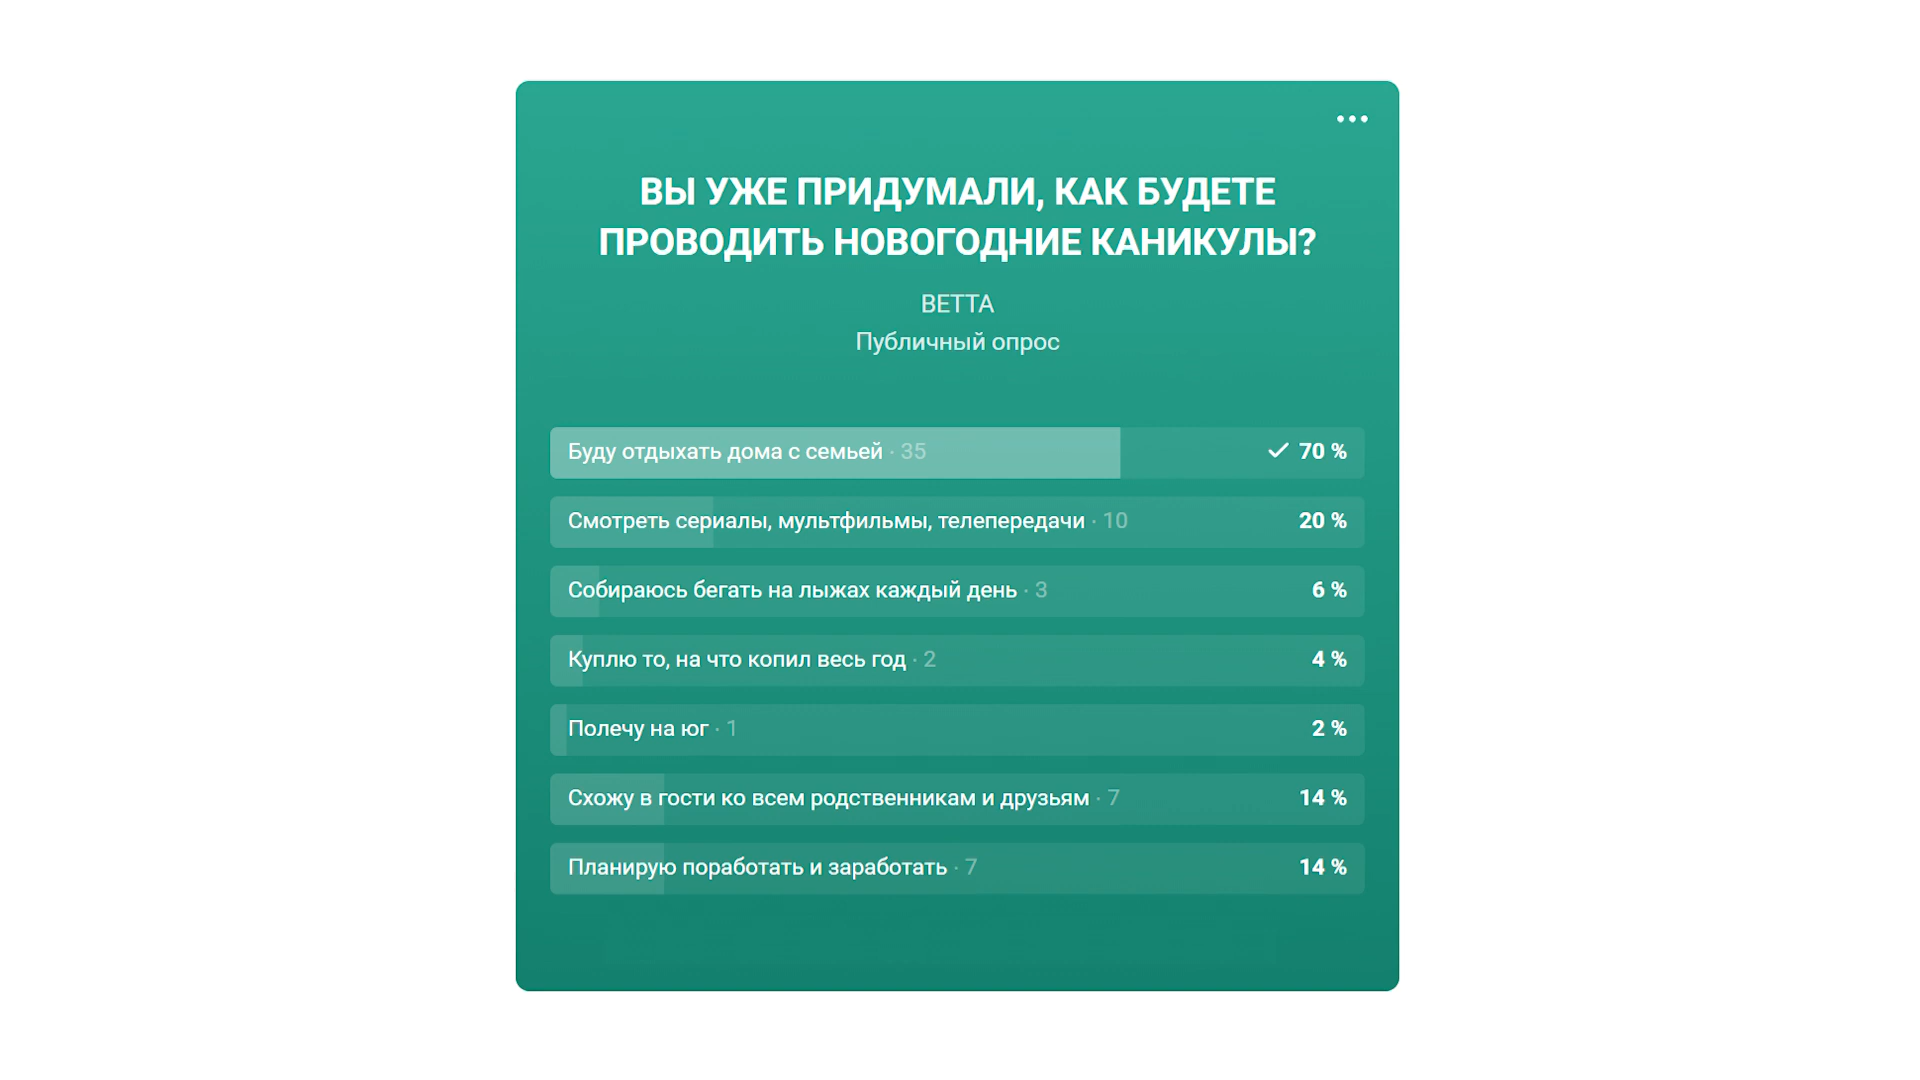 ВЫ УЖЕ ПРИДУМАЛИ, КАК БУДЕТЕ
ПРОВОДИТЬ НОВОГОДНИЕ КАНИКУЛЫ?
ВЕТТА
Публичный опрос
Буду отдыхать дома с семьей · 35 70 %
Смотреть сериалы, мультфильмы, телепередачи · 10 20 %
Собираюсь бегать на лыжах каждый день · 3 6 %
Куплю то, на что копил весь год · 2 4 %
Полечу на юг · 1 2 %
Схожу в гости ко всем родственникам и друзьям · 7 14 %
Планирую поработать и заработать · 7 14 %